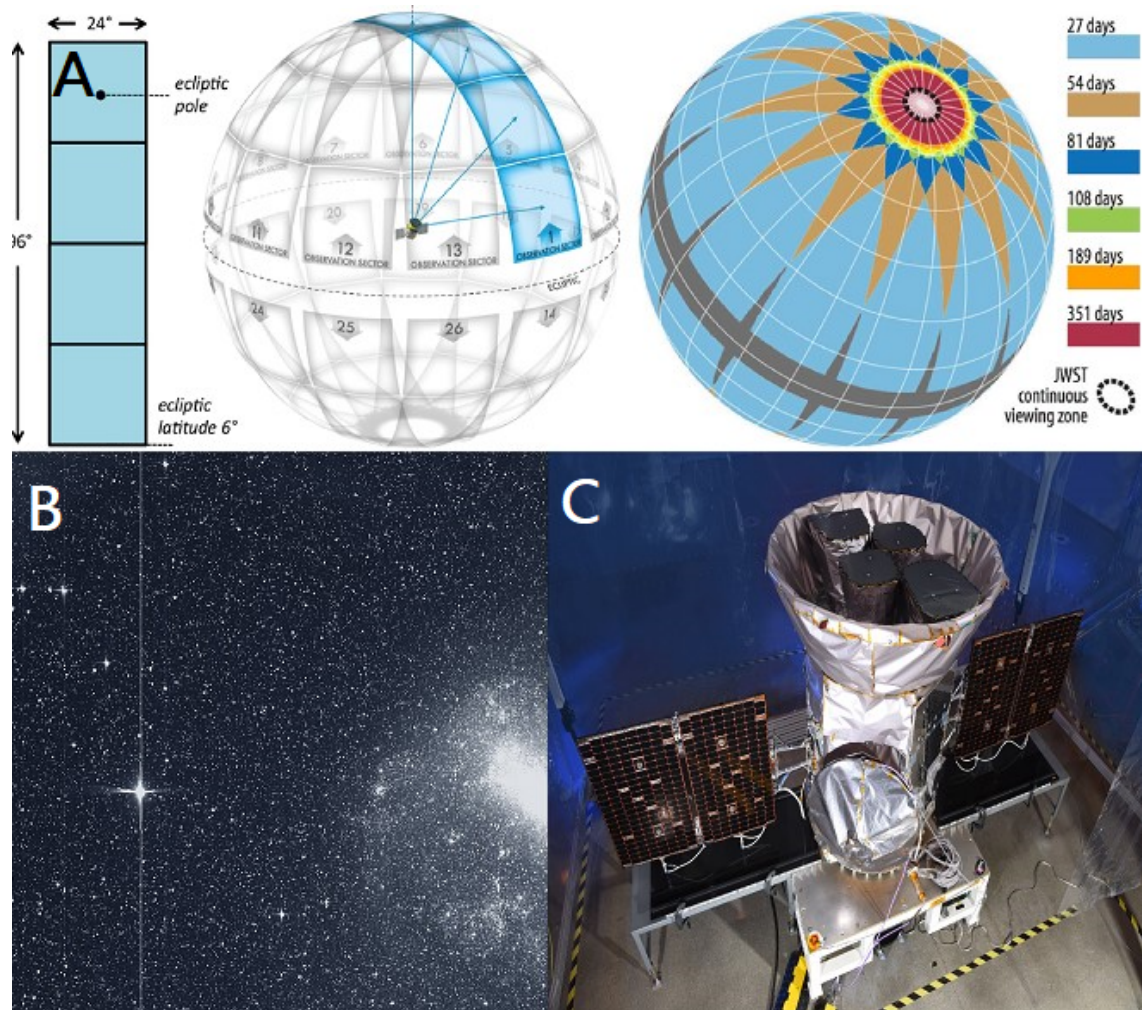 24°
A
ecliptic
pole
96°
ecliptic
latitude 6°
7
OBSERVATION SECTOR
6
OBSERVATION SECTOR
11
OBSERVATION SECTOR
20
12
OBSERVATION SECTOR
13
OBSERVATION SECTOR
1
OBSERVATION SECTOR
ECLIPTIC
24
25
26
14
27 days
54 days
81 days
108 days
189 days
351 days
JWST
continuous
viewing zone
B
C